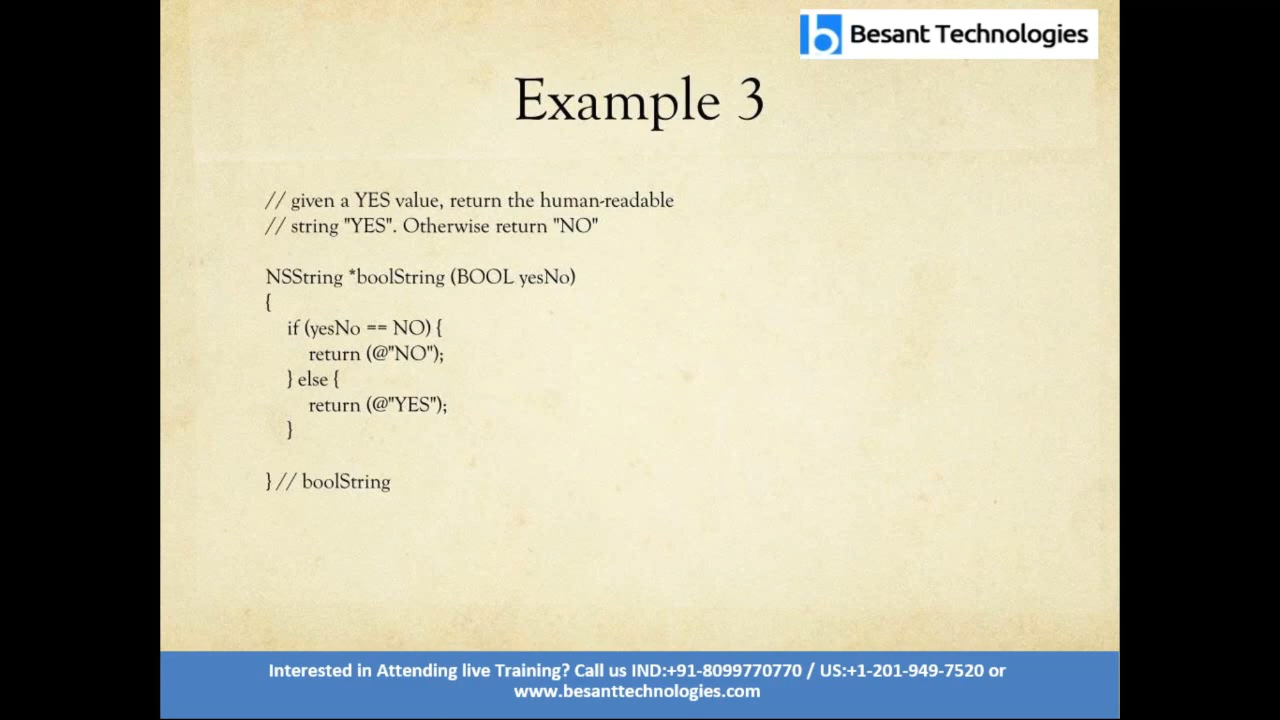 Besant Technologies
Example 3
// given a YES value, return the human-readable
// string "YES". Otherwise return "NO"
NSString *boolString (BOOL yesNo)
{
if (yesNo == NO) {
return (@"NO");
} else {
return (@"YES");
}
} // boolString
Interested in Attending live Training? Call us IND:+91-8099770770 / US:+1-201-949-7520 or
www.besanttechnologies.com